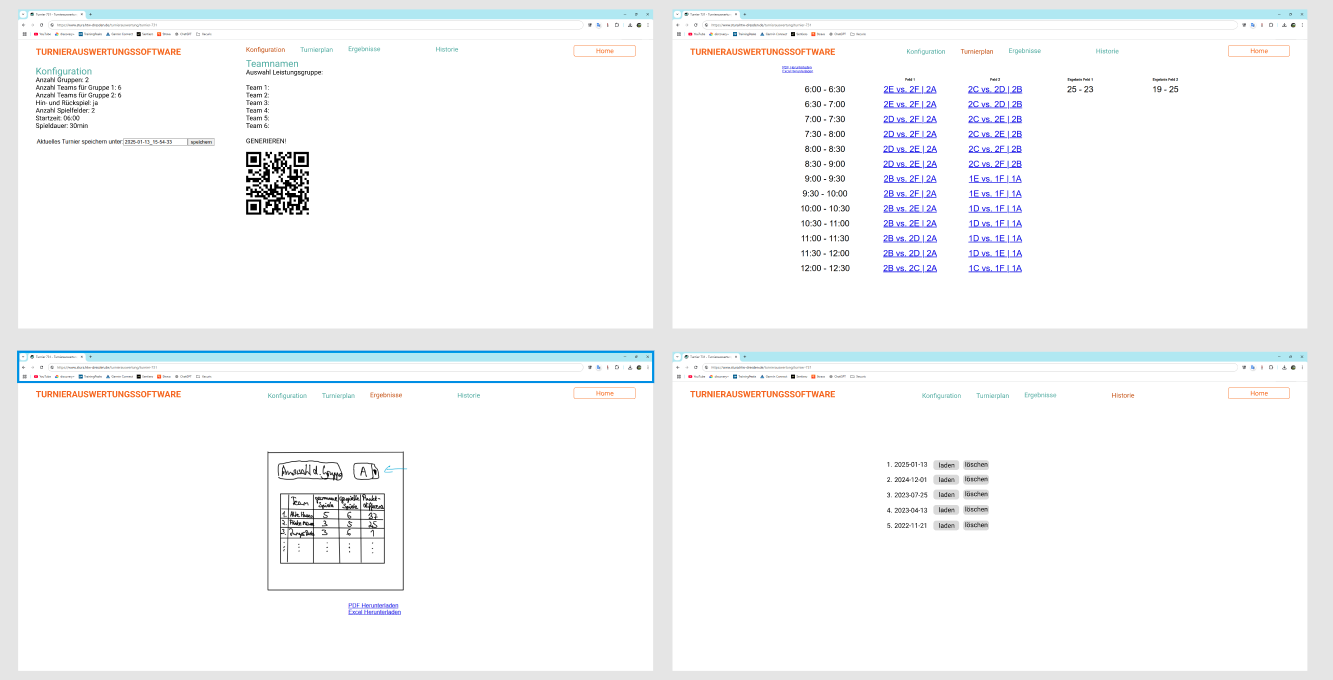 TURNIERAUSWERTUNGSSOFTWARE
Konfiguration Turnierplan Ergebnisse Historie Home
Konfiguration
Anzahl Gruppen: 2
Anzahl Teams für Gruppe 1: 6
Anzahl Teams für Gruppe 2: 6
Hin- und Rückspiel: ja
Anzahl Spielfelder: 2
Startzeit: 06:00
Spieldauer: 30min
Aktuelles Turnier speichern unter: 2025-01-13_15-54-33 speichern
Teamnamen
Auswahl Leistungsgruppe:
Team 1:
Team 2:
Team 3:
Team 4:
Team 5:
Team 6:
GENERIEREN!
TURNIERAUSWERTUNGSSOFTWARE
Konfiguration Turnierplan Ergebnisse Historie Home
PDF Herunterladen
Excel Herunterladen
Feld 1 Feld 2 Ergebnis Feld 1 Ergebnis Feld 2
6:00 - 6:30 2E vs. 2F | 2A 2C vs. 2D | 2B 25 - 23 19 - 25
6:30 - 7:00 2E vs. 2F | 2A 2C vs. 2D | 2B
7:00 - 7:30 2D vs. 2F | 2A 2C vs. 2E | 2B
7:30 - 8:00 2D vs. 2F | 2A 2C vs. 2E | 2B
8:00 - 8:30 2D vs. 2E | 2A 2C vs. 2F | 2B
8:30 - 9:00 2D vs. 2E | 2A 2C vs. 2F | 2B
9:00 - 9:30 2B vs. 2F | 2A 1E vs. 1F | 1A
9:30 - 10:00 2B vs. 2F | 2A 1E vs. 1F | 1A
10:00 - 10:30 2B vs. 2E | 2A 1D vs. 1F | 1A
10:30 - 11:00 2B vs. 2E | 2A 1D vs. 1F | 1A
11:00 - 11:30 2B vs. 2D | 2A 1D vs. 1E | 1A
11:30 - 12:00 2B vs. 2D | 2A 1D vs. 1E | 1A
12:00 - 12:30 2B vs. 2C | 2A 1C vs. 1F | 1A
TURNIERAUSWERTUNGSSOFTWARE
Konfiguration Turnierplan Ergebnisse Historie Home
Auswahl d. Gruppe A
Team gewonnene Spiele gespielte Spiele Punkt-differenz
1. 5 6 37
2. 3 5 25
3. 3 6 1
PDF Herunterladen
Excel Herunterladen
TURNIERAUSWERTUNGSSOFTWARE
Konfiguration Turnierplan Ergebnisse Historie Home
1. 2025-01-13 laden löschen
2. 2024-12-01 laden löschen
3. 2023-07-25 laden löschen
4. 2023-04-13 laden löschen
5. 2022-11-21 laden löschen